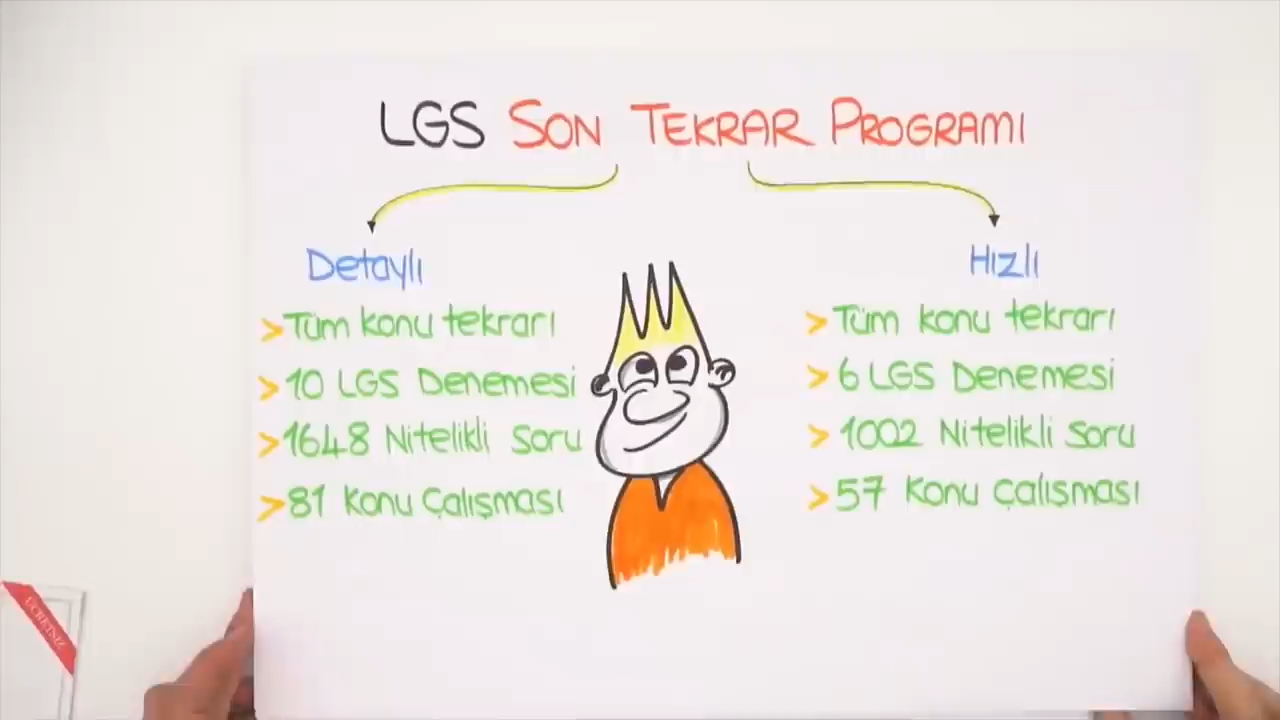 LGS SON TEKRAR PROGRAMI
Detaylı
>Tüm konu tekrarı
>10 LGS Denemesi
>1648 Nitelikli Soru
>81 Konu Çalışması
Hızlı
>Tüm konu tekrarı
>6 LGS Denemesi
>1002 Nitelikli Soru
>57 Konu Çalışması
ÜCRETSİZ